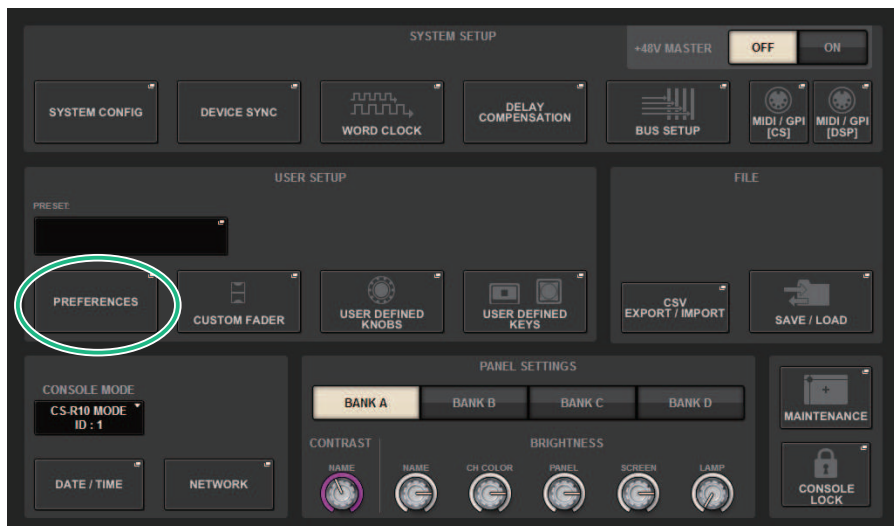 SYSTEM SETUP
+48V MASTER
OFF
ON
SYSTEM CONFIG
DEVICE SYNC
WORD CLOCK
DELAY
COMPENSATION
BUS SETUP
MIDI / GPI
[CS]
MIDI / GPI
[DSP]
USER SETUP
PRESET
PREFERENCES
CUSTOM FADER
USER DEFINED
KNOBS
USER DEFINED
KEYS
FILE
CSV
EXPORT / IMPORT
SAVE / LOAD
CONSOLE MODE
CS-R10 MODE
ID : 1
DATE / TIME
NETWORK
PANEL SETTINGS
BANK A
BANK B
BANK C
BANK D
CONTRAST
BRIGHTNESS
NAME
NAME
CH COLOR
PANEL
SCREEN
LAMP
MAINTENANCE
CONSOLE
LOCK